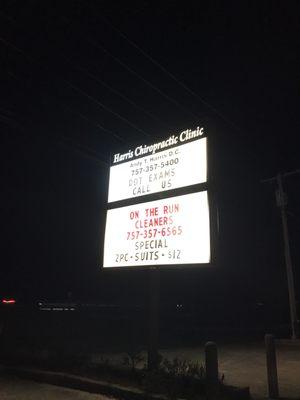 Harris Chiropractic Clinic
Andy T. Harris D.C.
757-357-5400
DOT EXAMS
CALL US
ON THE RUN
CLEANERS
757-357-6565
SPECIAL
2PC-SUITS-$12